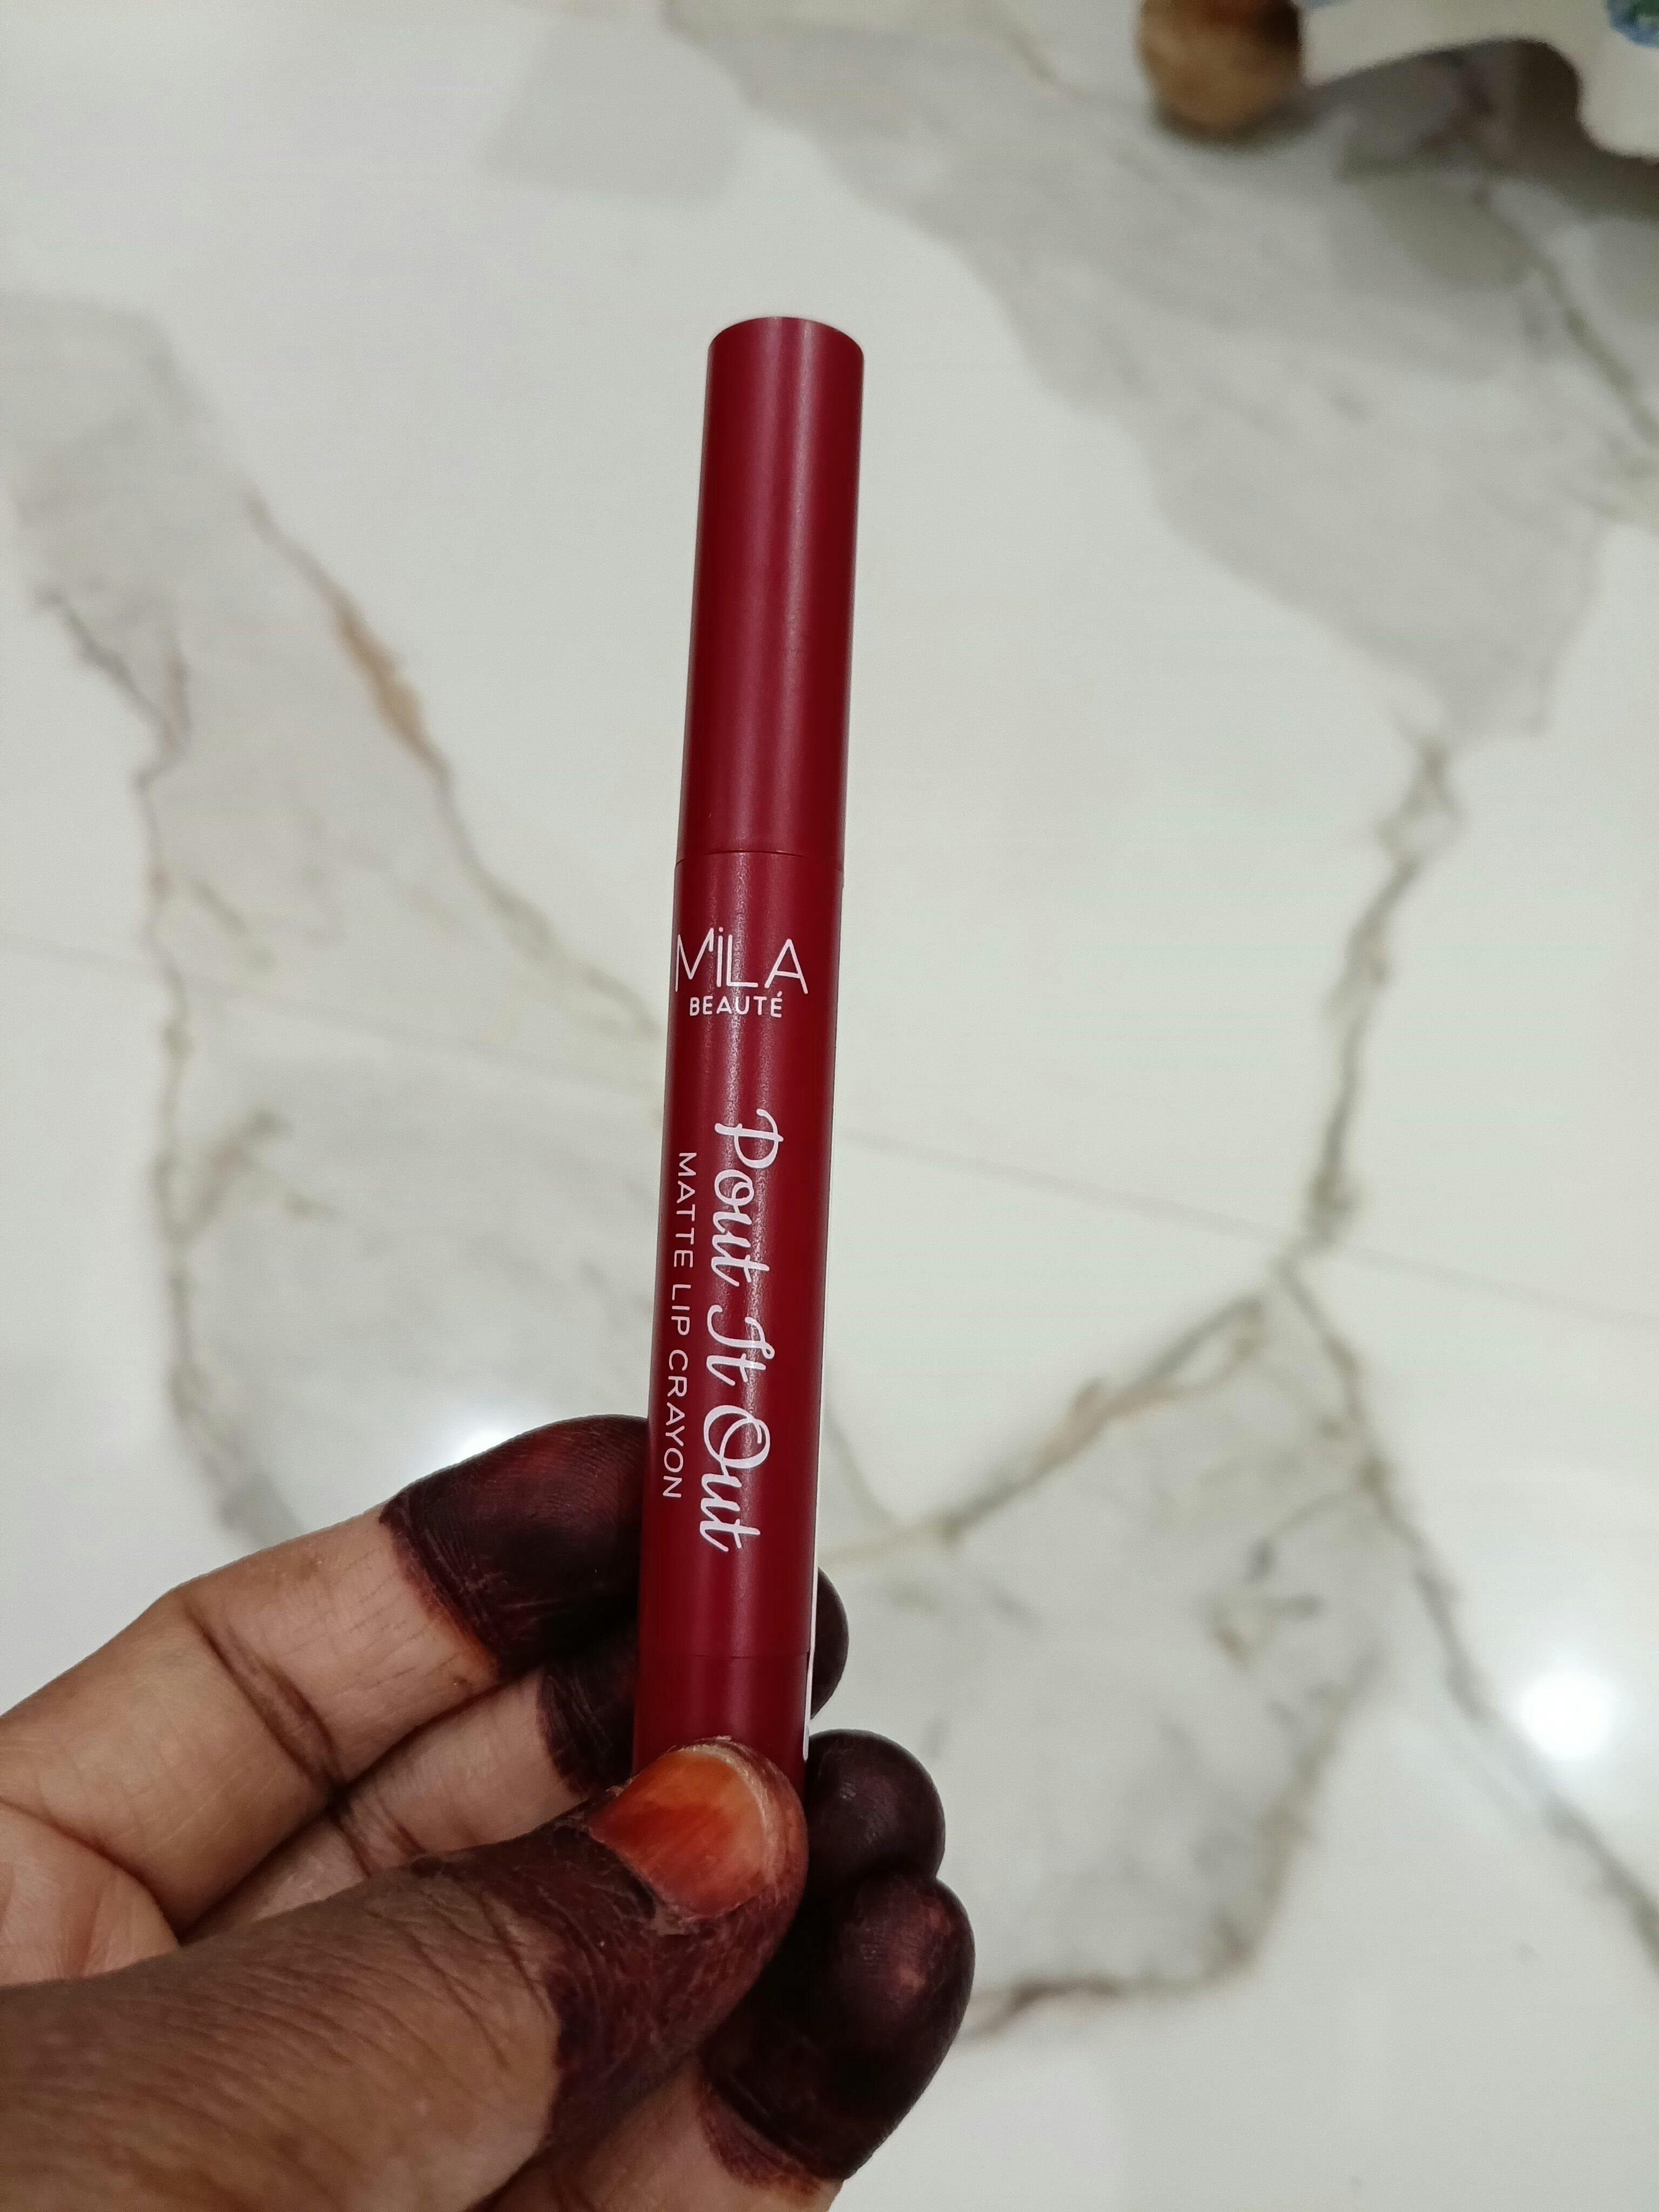 MiLA
BEAUTÉ
Pout It Out
MATTE LIP CRAYON